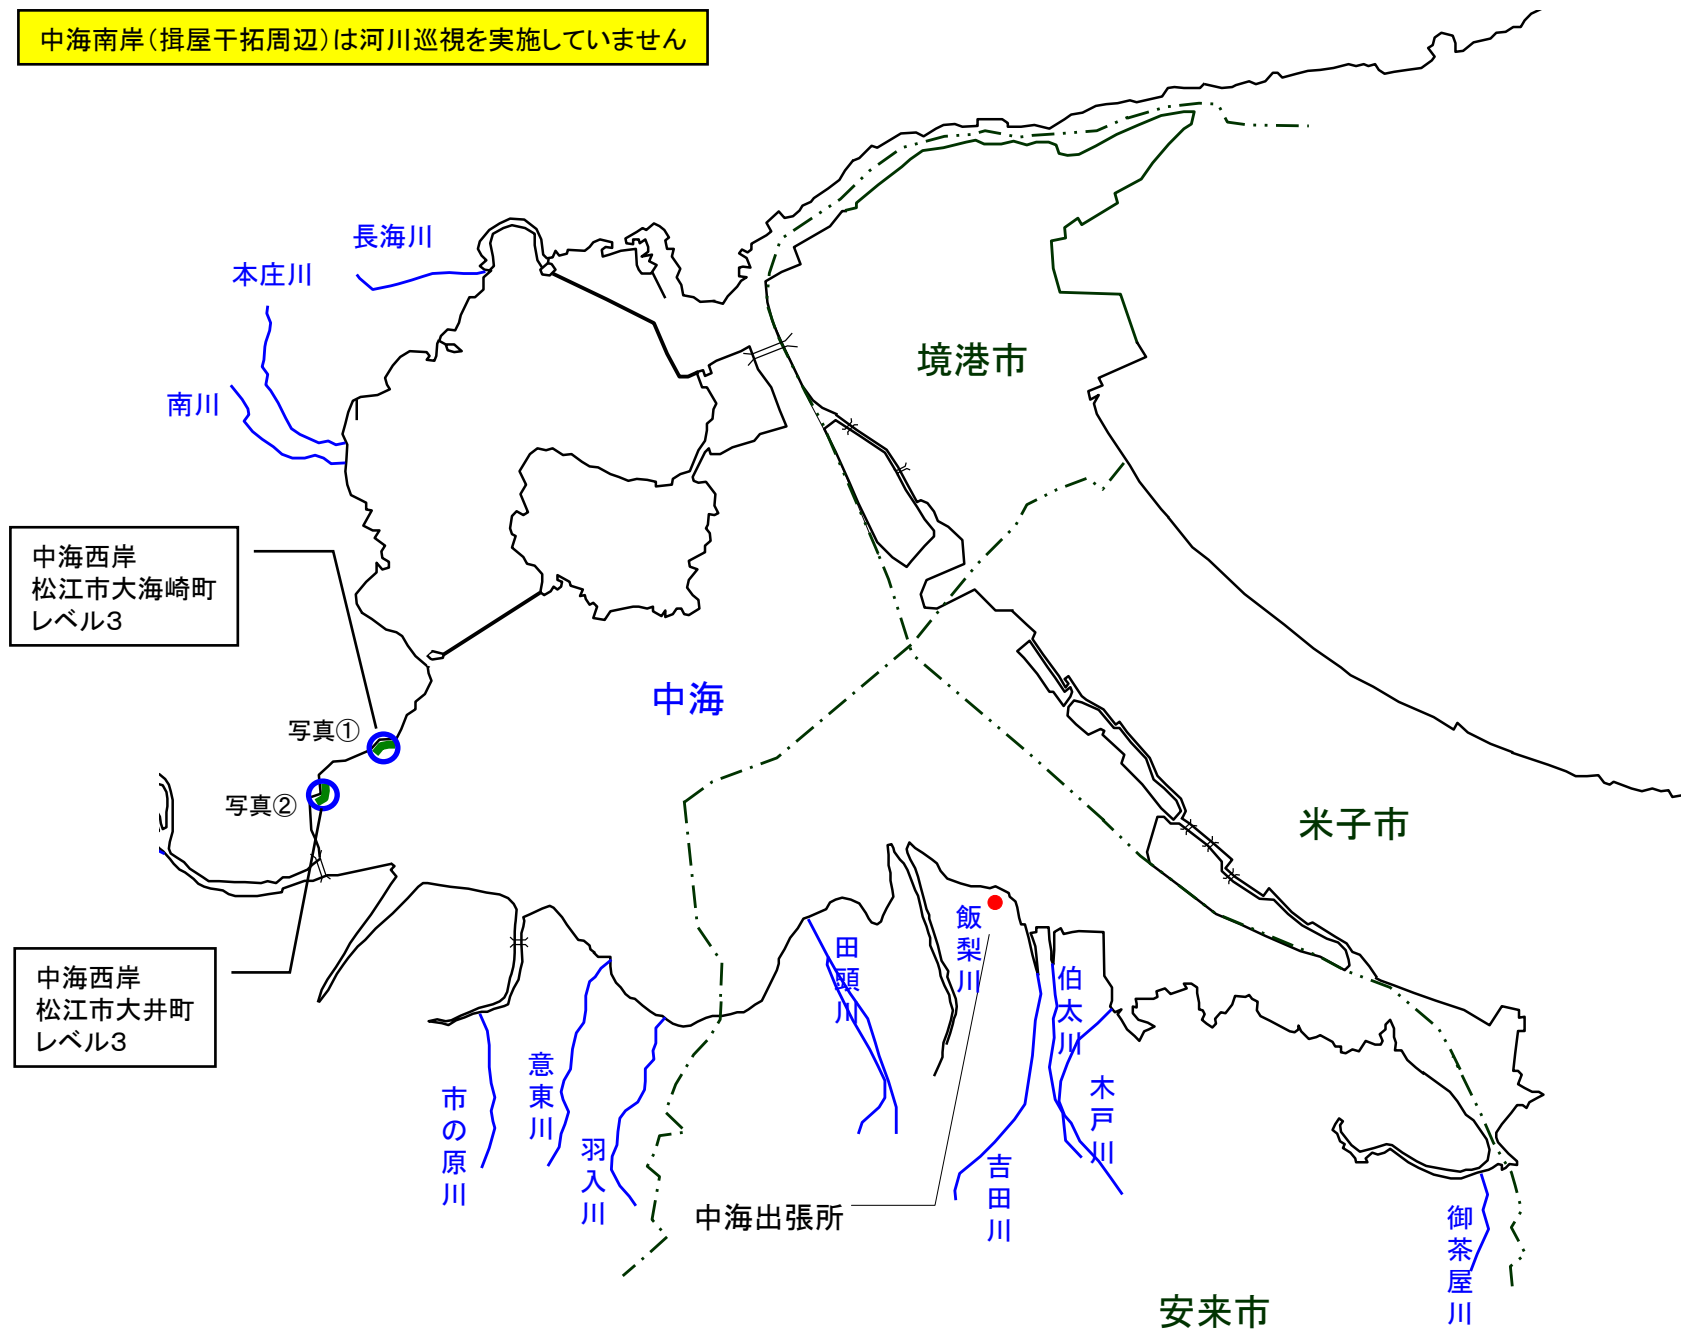 中海南岸(揖屋干拓周辺)は河川巡視を実施していません
長海川
本庄川
南川
境港市
中海西岸
松江市大海崎町
レベル3
中海
写真①
写真②
米子市
中海西岸
松江市大井町
レベル3
田頭川
飯梨川
伯太川
木戸川
市の原川
意東川
羽入川
吉田川
中海出張所
御茶屋川
安来市